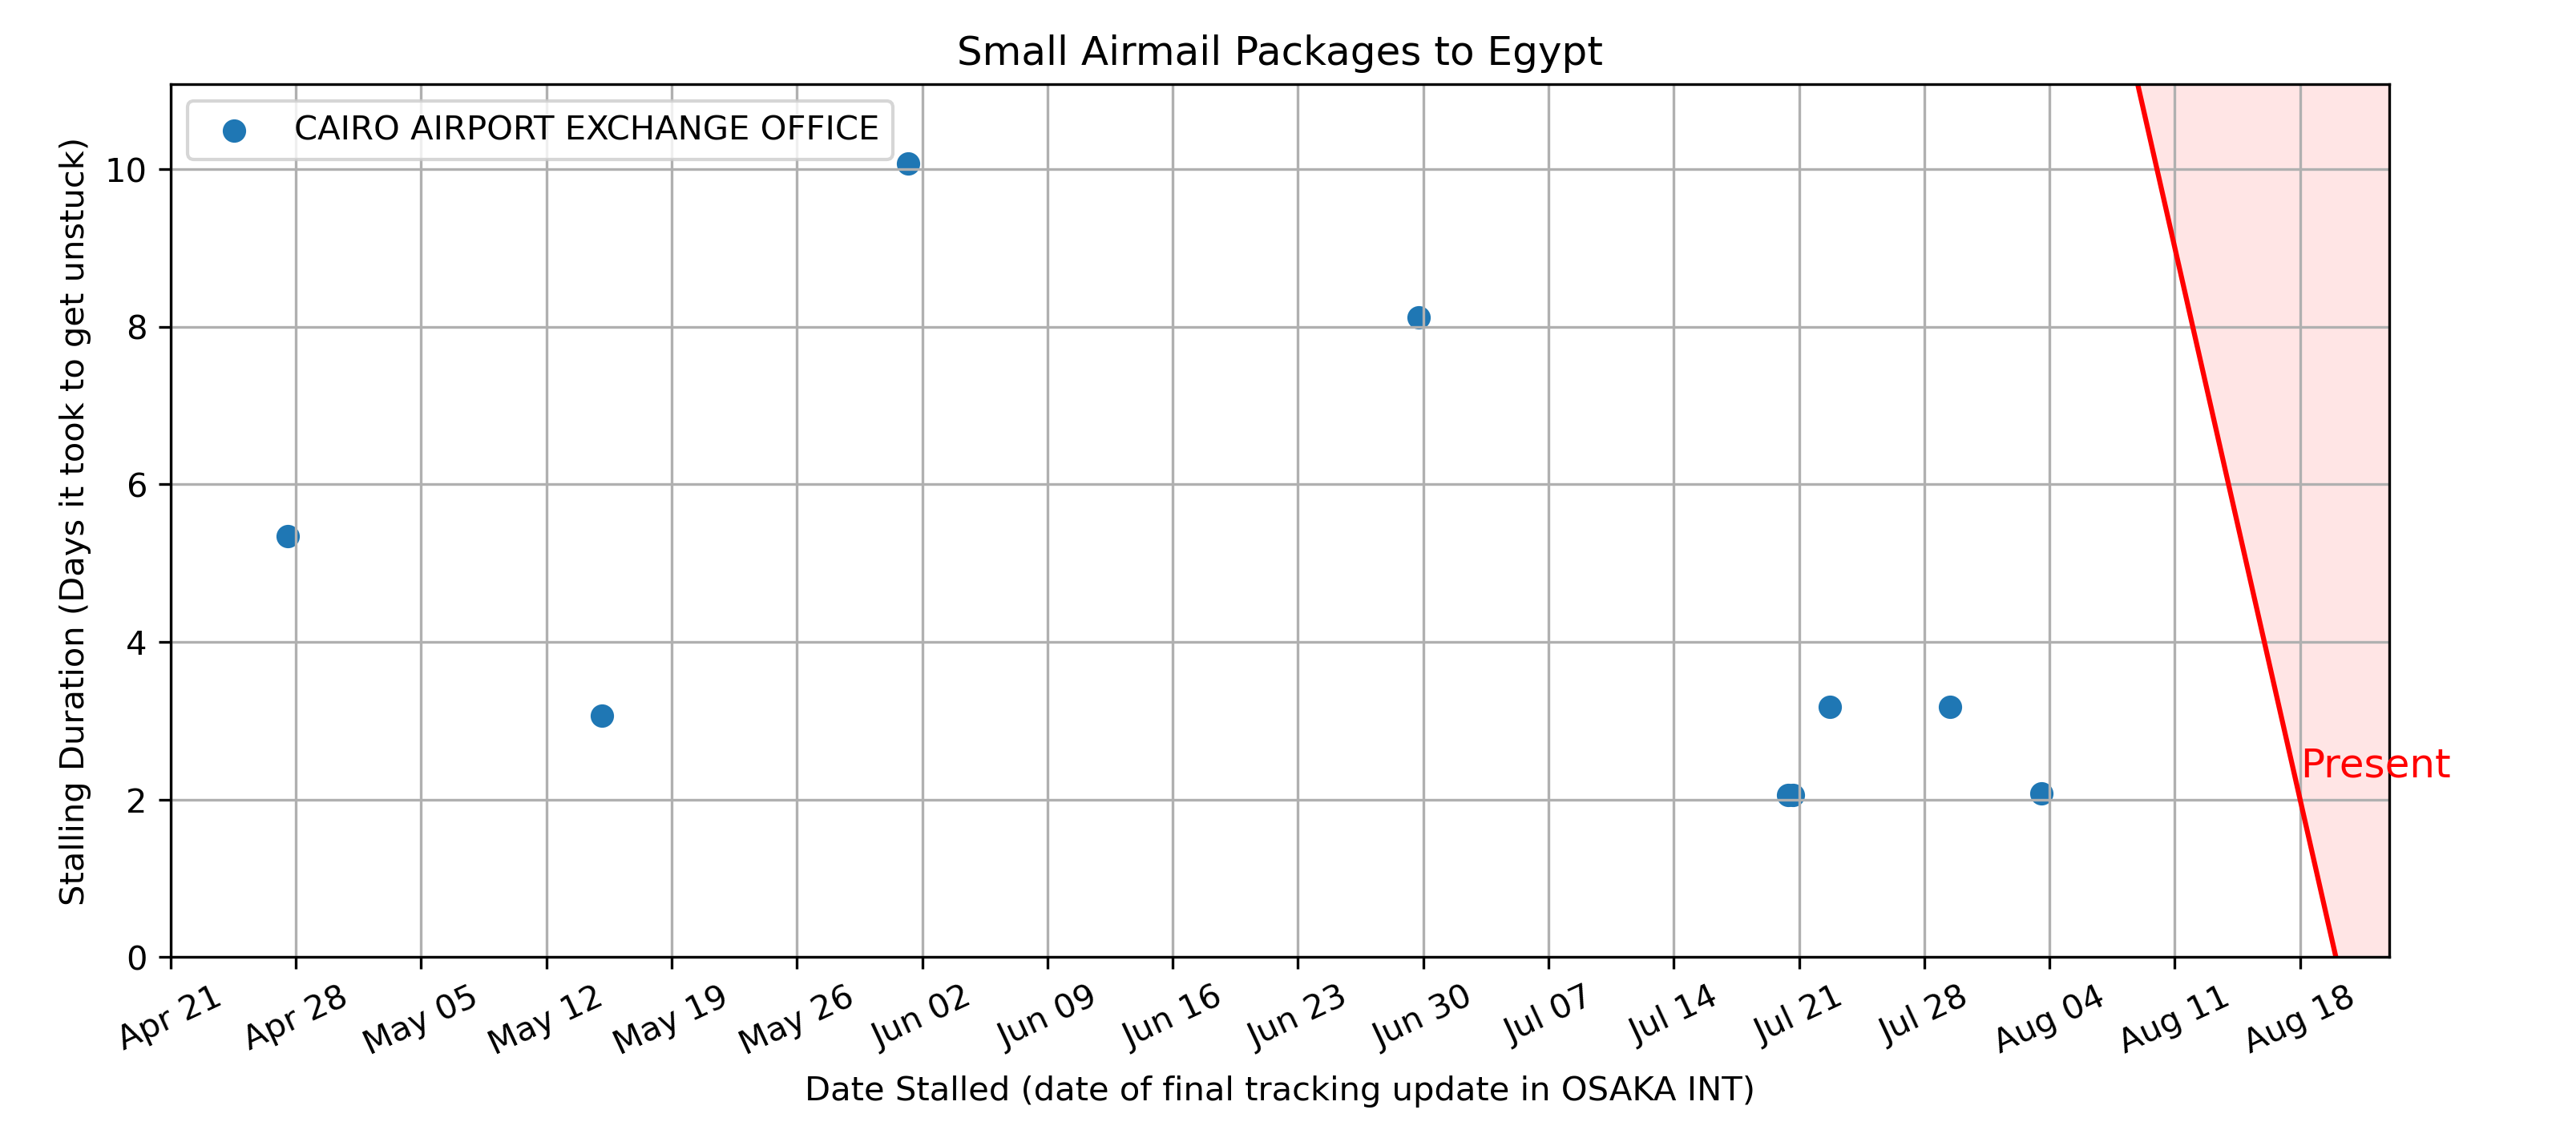 Small Airmail Packages to Egypt
CAIRO AIRPORT EXCHANGE OFFICE
Stalling Duration (Days it took to get unstuck)
10
8
6
4
2
0
Present
Apr 21
Apr 28
May 05
May 12
May 19
May 26
Jun 02
Jun 09
Jun 16
Jun 23
Jun 30
Jul 07
Jul 14
Jul 21
Jul 28
Aug 04
Aug 11
Aug 18
Date Stalled (date of final tracking update in OSAKA INT)